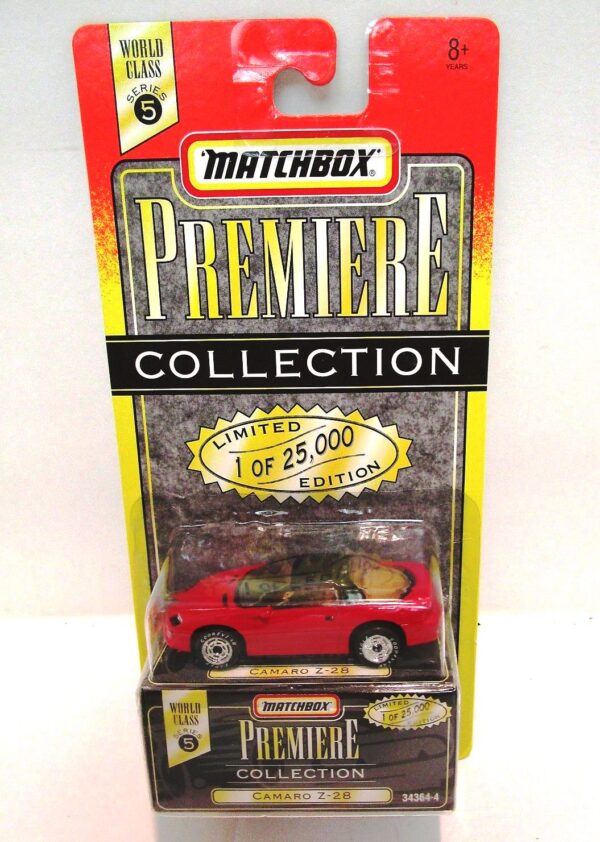 WORLD
CLASS
SERIES
5
8+
YEARS
MATCHBOX®
PREMIERE
COLLECTION
LIMITED
1 OF 25,000
EDITION
GOODYEAR
CAMARO Z-28
WORLD
CLASS
SERIES
5
MATCHBOX
PREMIERE
COLLECTION
CAMARO Z-28
LIMITED
1 OF 25,000
EDITION
34364-4